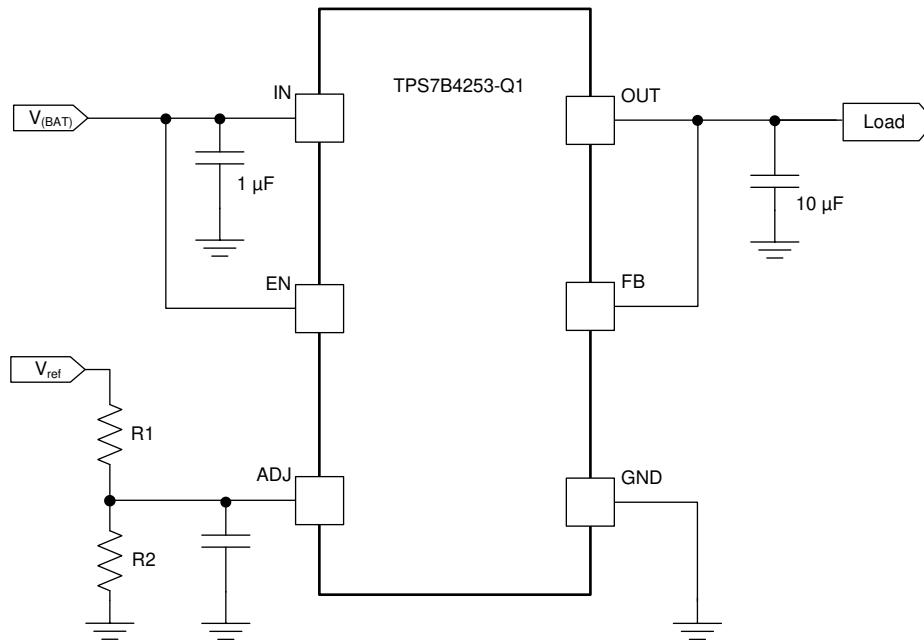 TPS7B4253-Q1
IN
OUT
V(BAT)
Load
1 µF
10 µF
EN
FB
Vref
R1
ADJ
GND
R2